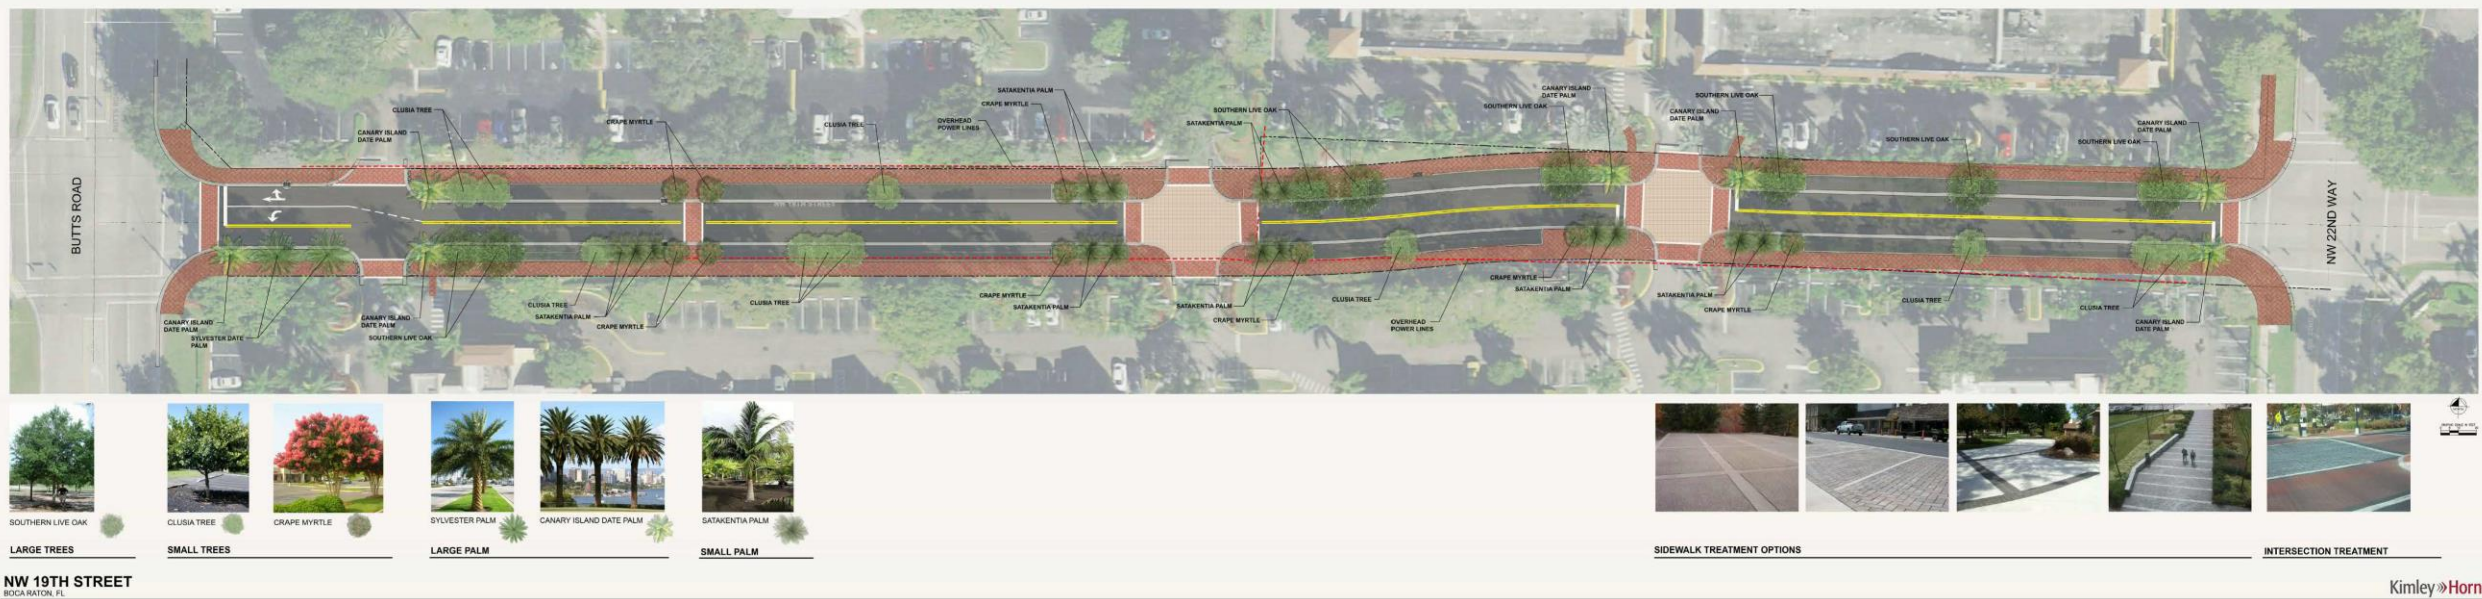 SATAKENTIA PALM
CRAPE MYRTLE
CLUSIA TREE
CANARY ISLAND
DATE PALM
CRAPE MYRTLE
CLUSIA TREE
OVERHEAD
POWER LINES
SOUTHERN LIVE OAK
SATAKENTIA PALM
CANARY ISLAND
DATE PALM
SOUTHERN LIVE OAK
SOUTHERN LIVE OAK
CANARY ISLAND
DATE PALM
SOUTHERN LIVE OAK
CANARY ISLAND
DATE PALM
SOUTHERN LIVE OAK
BUTTS ROAD
NW 19TH STREET
NW 22ND WAY
CANARY ISLAND
DATE PALM
SYLVESTER DATE
PALM
CANARY ISLAND
DATE PALM
SOUTHERN LIVE OAK
CLUSIA TREE
SATAKENTIA PALM
CRAPE MYRTLE
CLUSIA TREE
CRAPE MYRTLE
SATAKENTIA PALM
SATAKENTIA PALM
CRAPE MYRTLE
CLUSIA TREE
OVERHEAD
POWER LINES
CRAPE MYRTLE
SATAKENTIA PALM
SATAKENTIA PALM
CRAPE MYRTLE
CLUSIA TREE
CLUSIA TREE
CANARY ISLAND
DATE PALM
SOUTHERN LIVE OAK
CLUSIA TREE
CRAPE MYRTLE
SYLVESTER PALM
CANARY ISLAND DATE PALM
SATAKENTIA PALM
LARGE TREES
SMALL TREES
LARGE PALM
SMALL PALM
SIDEWALK TREATMENT OPTIONS
INTERSECTION TREATMENT
NW 19TH STREET
BOCA RATON, FL
Kimley»Horn